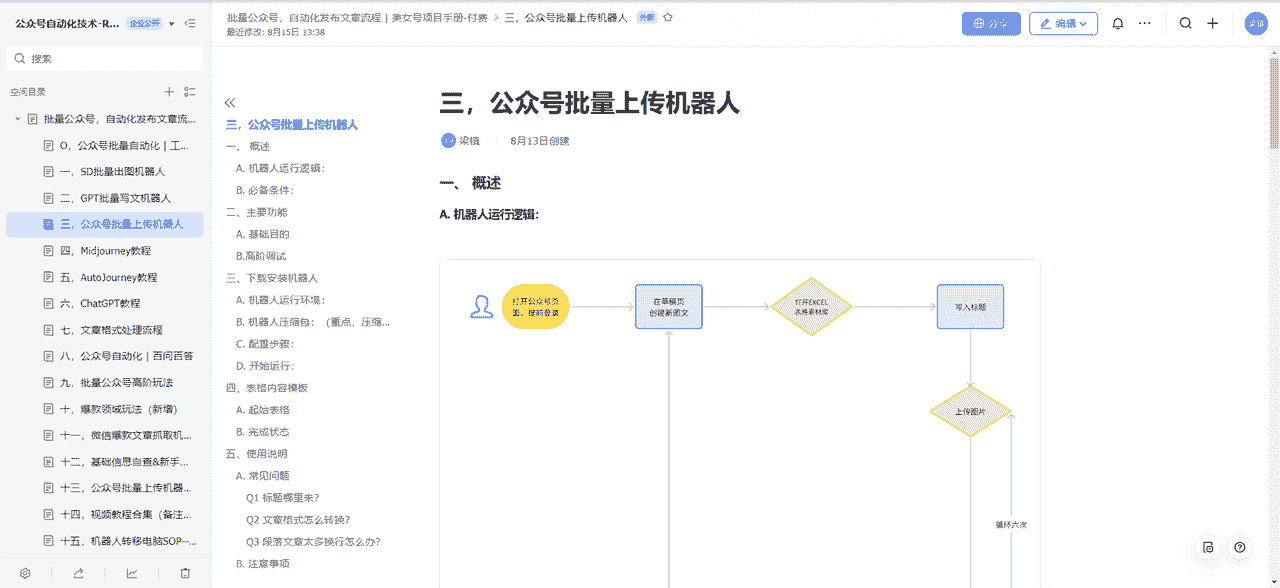 公众号自动化技术-R...
企业公开
搜索
空间目录
批量公众号，自动化发布文章流...
0，公众号批量自动化｜工...
一，SD批量出图机器人
二，GPT批量写文机器人
三，公众号批量上传机器人
四，Midjourney教程
五，AutoJourney教程
六，ChatGPT教程
七，文章格式处理流程
八，公众号自动化｜百问百答
九，批量公众号高阶玩法
十，爆款领域玩法（新增）
十一，微信爆款文章抓取机...
十二，基础信息自查&新手...
十三，公众号批量上传机器...
十四，视频教程合集（备注...
十五，机器人转移电脑SOP--...
批量公众号，自动化发布文章流程｜美女号项目手册-付费 > 三，公众号批量上传机器人 外部
最近修改: 8月15日 13:38
分享
编辑
三，公众号批量上传机器人
一、 概述
A. 机器人运行逻辑:
B. 必备条件:
二、主要功能
A. 基础目的
B.高阶调试
三、下载安装机器人
A. 机器人运行环境:
B. 机器人压缩包: （重点，压缩...
C. 配置步骤:
D. 开始运行:
四、表格内容模板
A. 起始表格
B. 完成状态
五、使用说明
A. 常见问题
Q1 标题哪里来?
Q2 文章格式怎么转换?
Q3 段落文章太多换行怎么办?
B. 注意事项
三，公众号批量上传机器人
梁镇
8月13日创建
一、 概述
A. 机器人运行逻辑:
打开公众号页
面，提前登录
在草稿页
创建新图文
打开EXCEL
表格素材库
写入标题
上传图片
循环六次